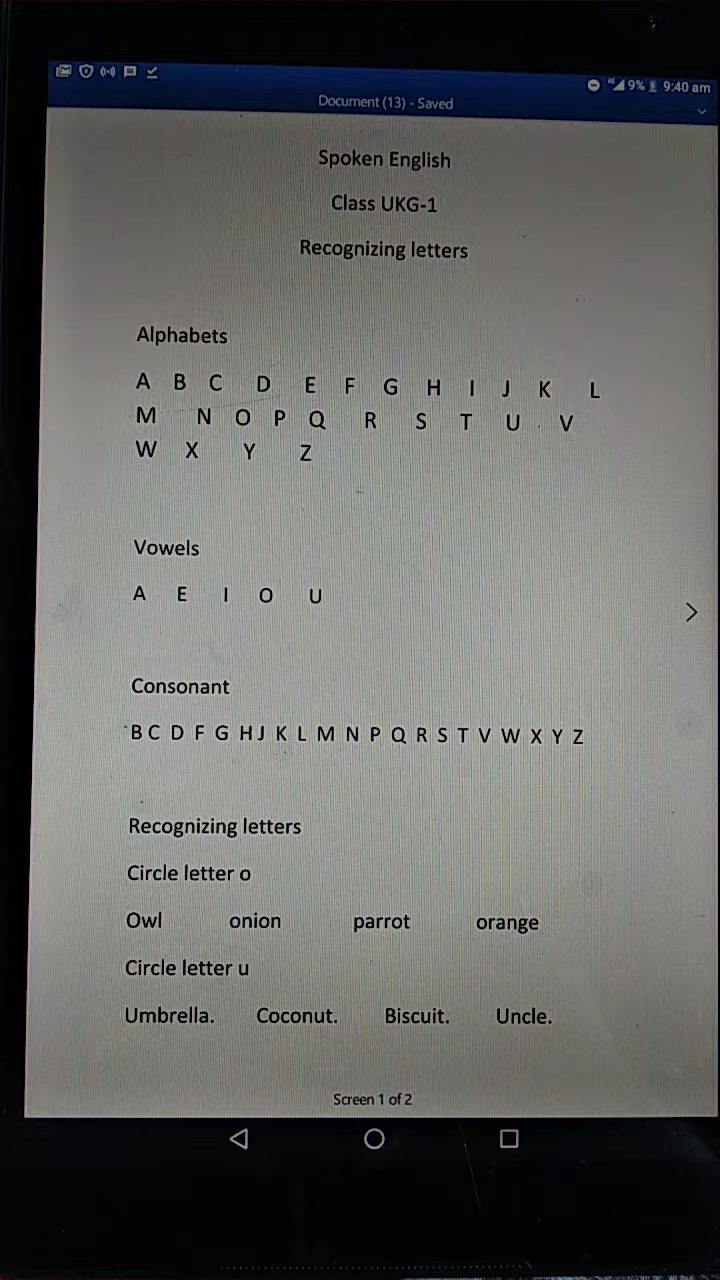 9% 9:40 am
Document (13) - Saved
Spoken English
Class UKG-1
Recognizing letters
Alphabets
A B C D E F G H I J K L
M N O P Q R S T U V
W X Y Z
Vowels
A E I O U
Consonant
B C D F G H J K L M N P Q R S T V W X Y Z
Recognizing letters
Circle letter o
Owl onion parrot orange
Circle letter u
Umbrella. Coconut. Biscuit. Uncle.
Screen 1 of 2